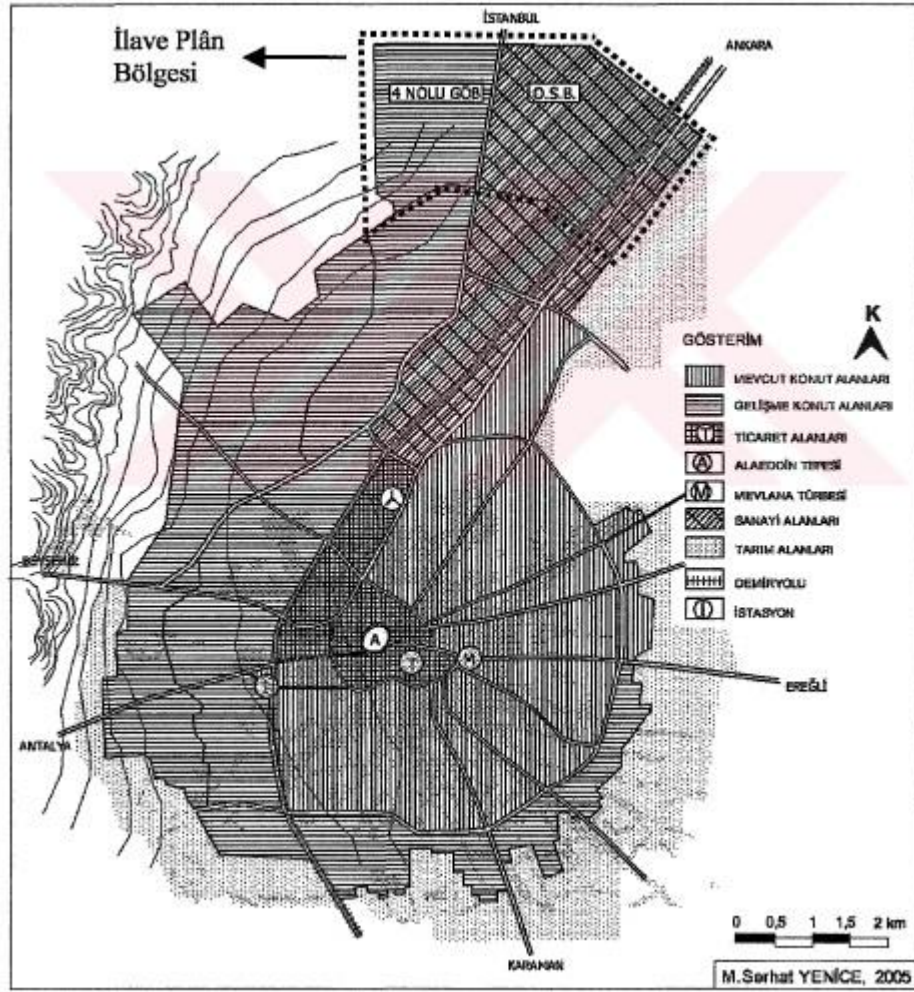 İSTANBUL
İlave Plân
Bölgesi
ANKARA
4 NOLU GÖB
O.S.B.
K
GÖSTERİM
MEVCUT KONUT ALANLARI
GELİŞME KONUT ALANLARI
T TİCARET ALANLARI
A ALAEDDİN TEPESİ
M MEVLANA TÜRBESİ
SANAYİ ALANLARI
TARIM ALANLARI
DEMİRYOLU
İSTASYON
A
T
M
EREĞLİ
ANTALYA
KARAMAN
0 0,5 1 1,5 2 km
M.Serhat YENİCE, 2005